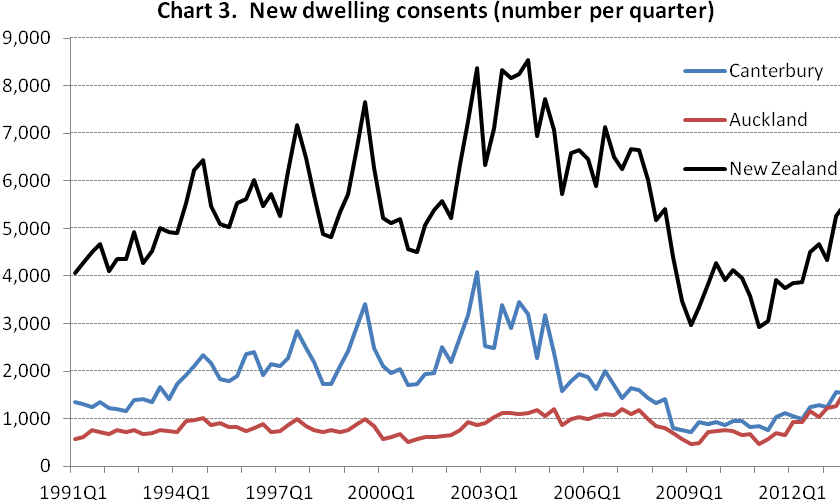 Chart 3.  New dwelling consents (number per quarter)
9,000
8,000
7,000
6,000
5,000
4,000
3,000
2,000
1,000
0
Canterbury
Auckland
New Zealand
1991Q1 1994Q1 1997Q1 2000Q1 2003Q1 2006Q1 2009Q1 2012Q1